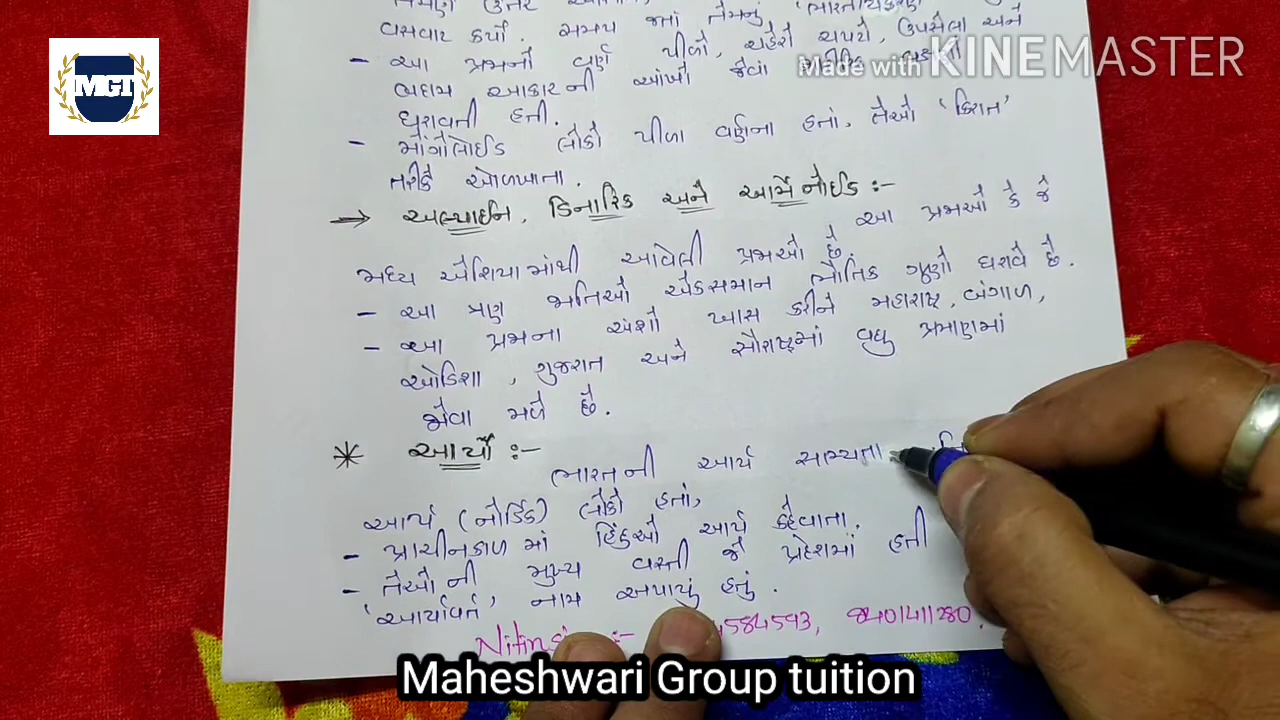 વસવાટ કર્યો. સમય જતાં તેમનું
- આ પ્રજાનો વર્ણ પીળો, ચહેરો ચપટો, ઉપસેલા અને
બદામ આકારની આંખો જેવાં
ધરાવતી હતી.
- મોંગોલોઈડ લોકો પીળા વર્ણના હતાં, તેઓ 'કિરાત'
તરીકે ઓળખાતા.
→ અલ્પાઈન, ડિનારિક અને આર્મેનોઈડ :-
આ પ્રજાઓ કે જે
મધ્ય એશિયામાંથી આવેલી પ્રજાઓ છે
- આ ત્રણ જાતિઓ એકસમાન ભૌતિક ગુણો ધરાવે છે.
- આ પ્રજાના અંશો ખાસ કરીને મહારાષ્ટ્ર, બંગાળ,
ઓડિશા, ગુજરાત અને સૌરાષ્ટ્રમાં વધુ પ્રમાણમાં
જોવા મળે છે.
* આર્યો :-
ભારતની આર્ય સભ્યતા
આર્ય (નોર્ડિક) લોકો હતાં,
- પ્રાચીનકાળ માં હિંદુઓ આર્ય કહેવાતા.
- તેઓની મુખ્ય વસ્તી જે પ્રદેશમાં હતી
'આર્યાવર્ત' નામ અપાયું હતું.
:- 584593, 8401411280.
MGT
Made with KINEMASTER
Maheshwari Group tuition